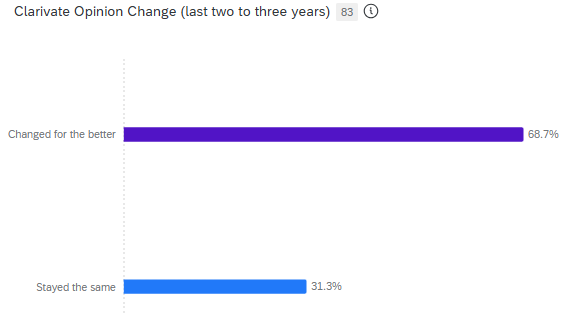 Clarivate Opinion Change (last two to three years) 83
Changed for the better 68.7%
Stayed the same 31.3%